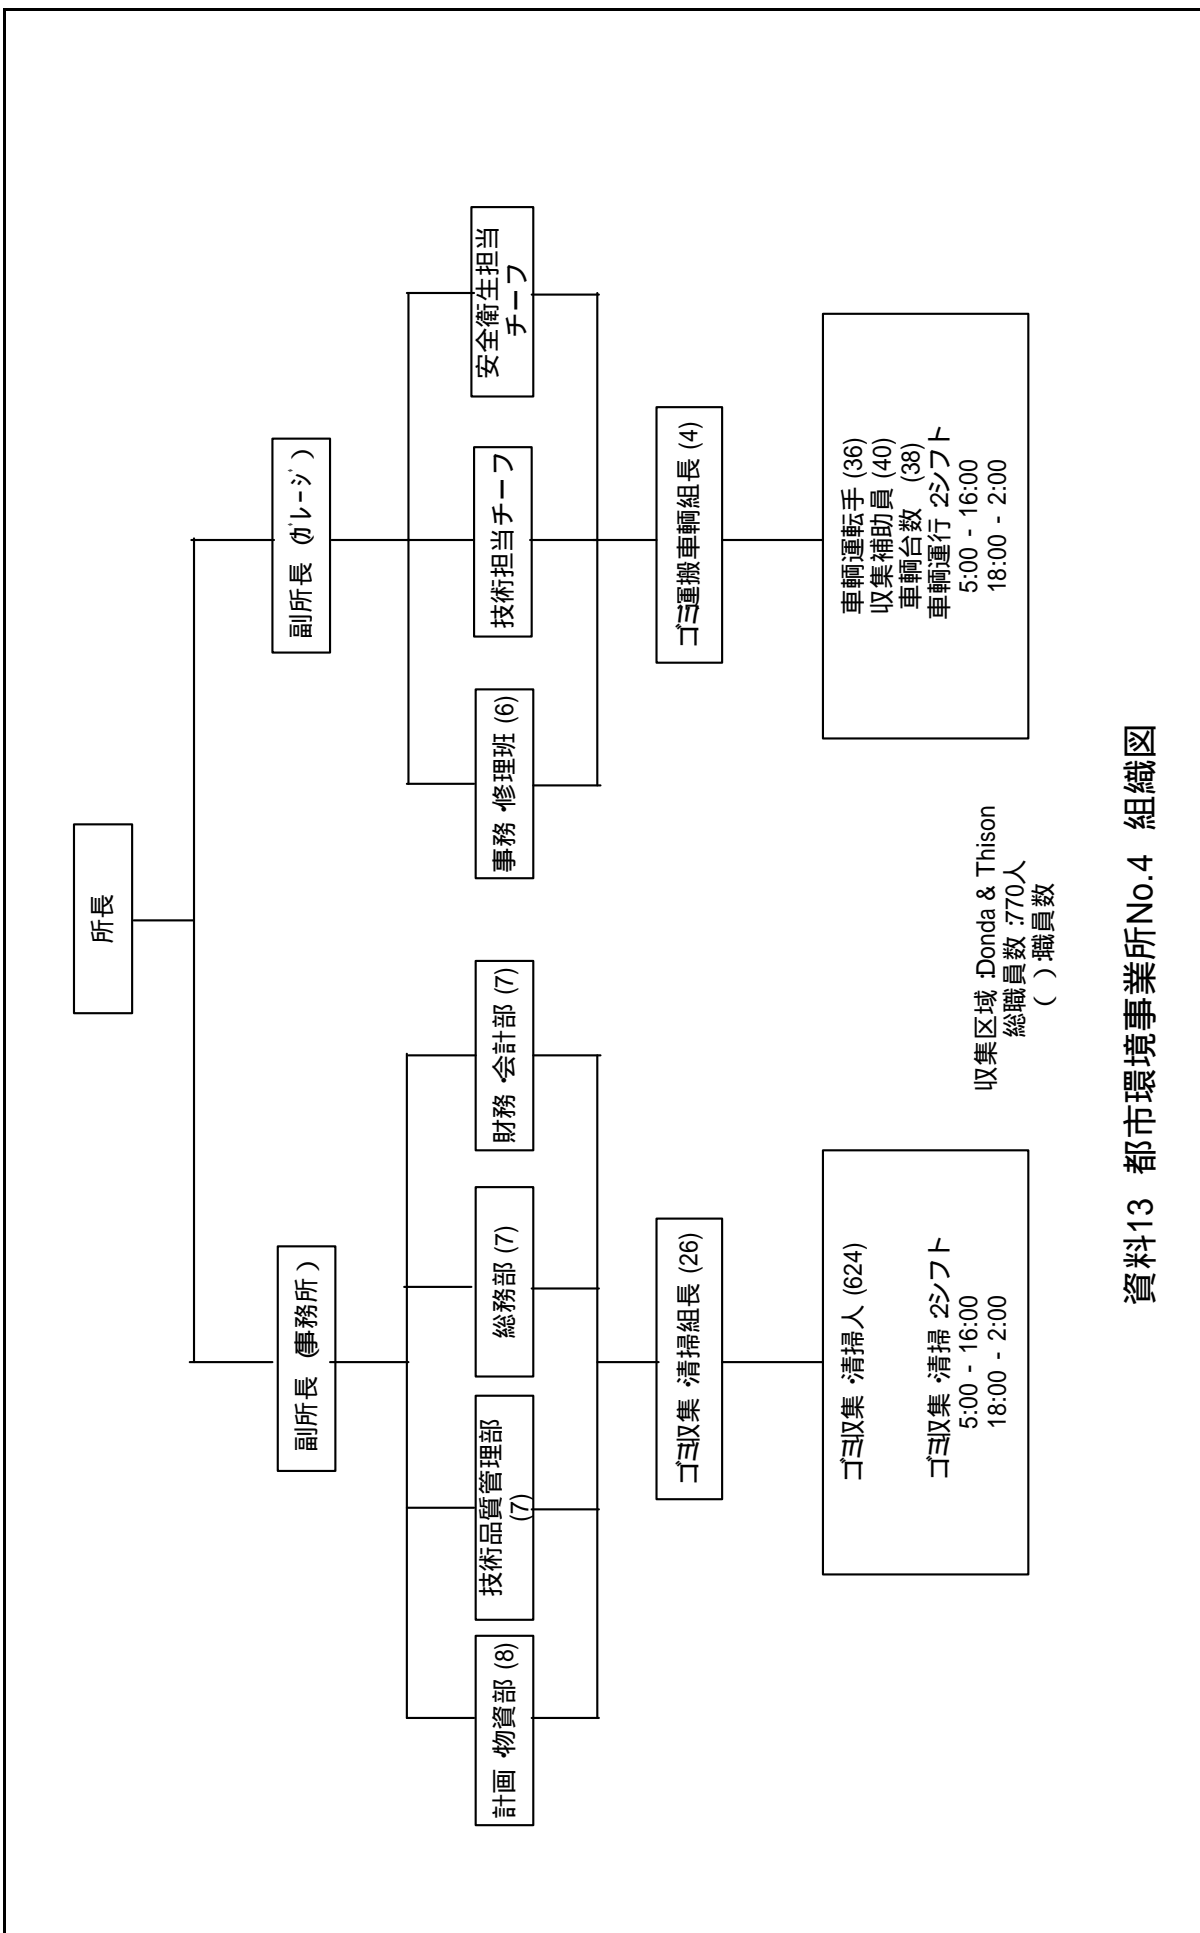 所長
副所長（事務所）
副所長（ガレージ）
計画・物資部 (8)
技術品質管理部
(7)
総務部 (7)
財務・会計部 (7)
事務・修理班 (6)
技術担当チーフ
安全衛生担当
チーフ
ゴミ収集・清掃組長 (26)
ゴミ運搬車輌組長 (4)
ゴミ収集・清掃人 (624)
ゴミ収集・清掃:2シフト
5:00 - 16:00
18:00 - 2:00
車輌運転手 (36)
収集補助員 (40)
車輌台数 (38)
車輌運行:2シフト
5:00 - 16:00
18:00 - 2:00
収集区域:Donda & Thison
総職員数:770人
（ ）:職員数
資料13 都市環境事業所No.4 組織図